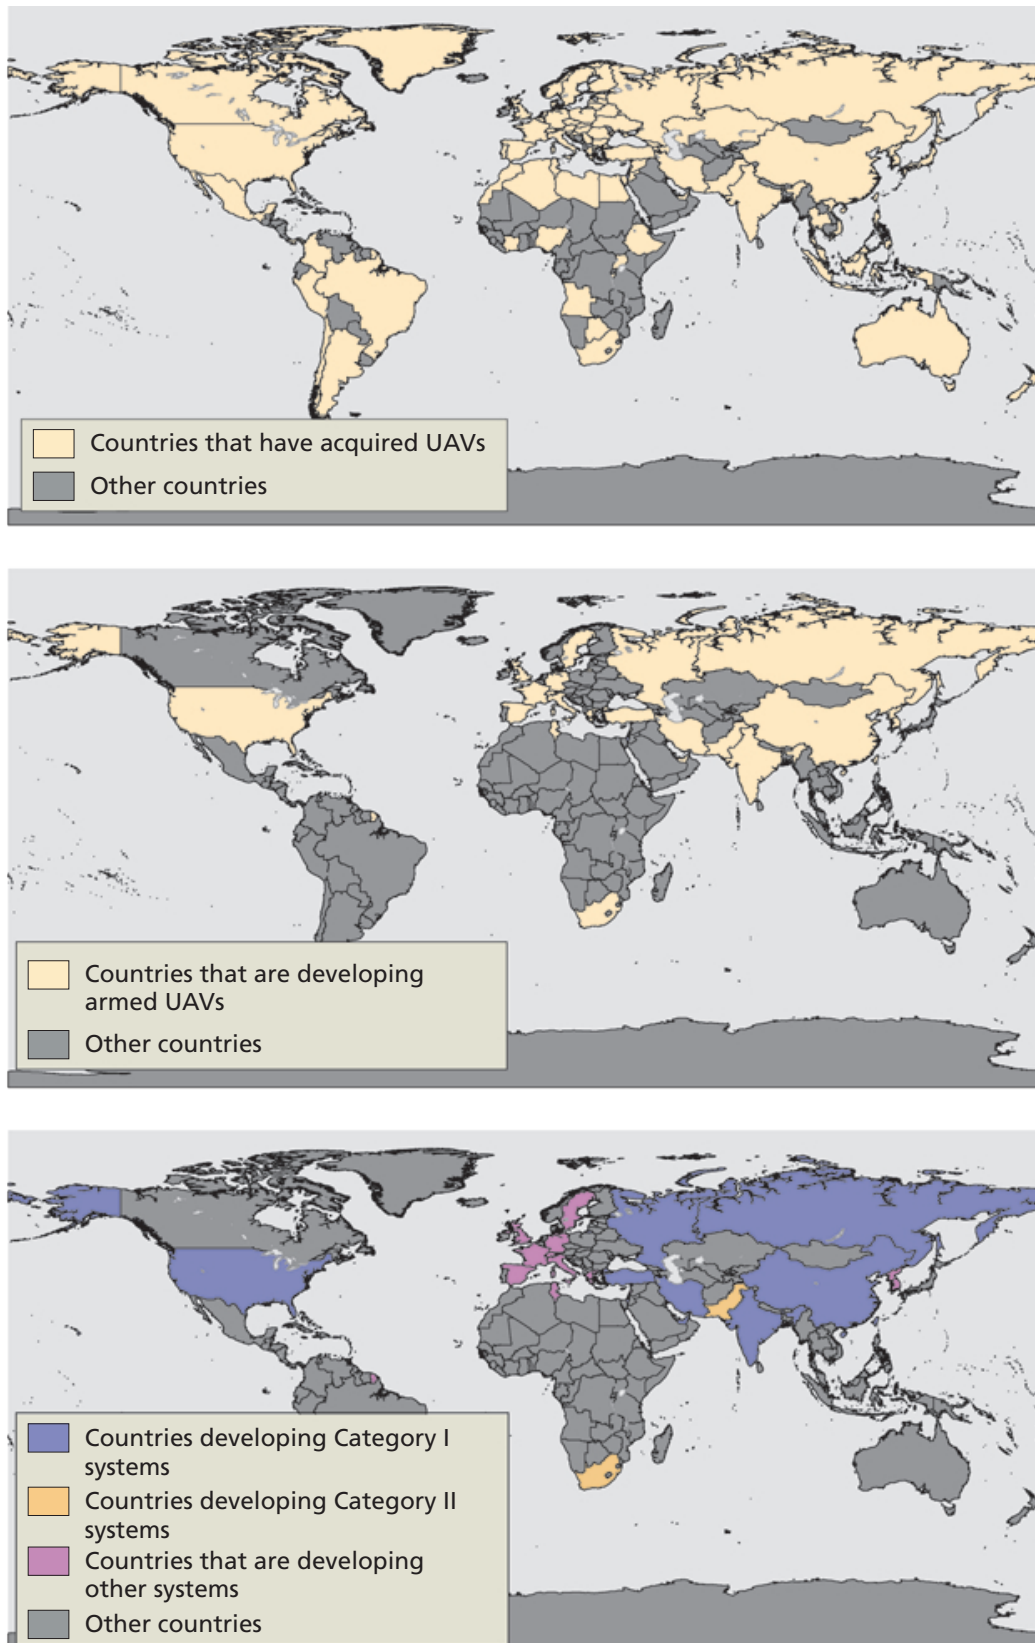 Countries that have acquired UAVs
Other countries
Countries that are developing
armed UAVs
Other countries
Countries developing Category I
systems
Countries developing Category II
systems
Countries that are developing
other systems
Other countries